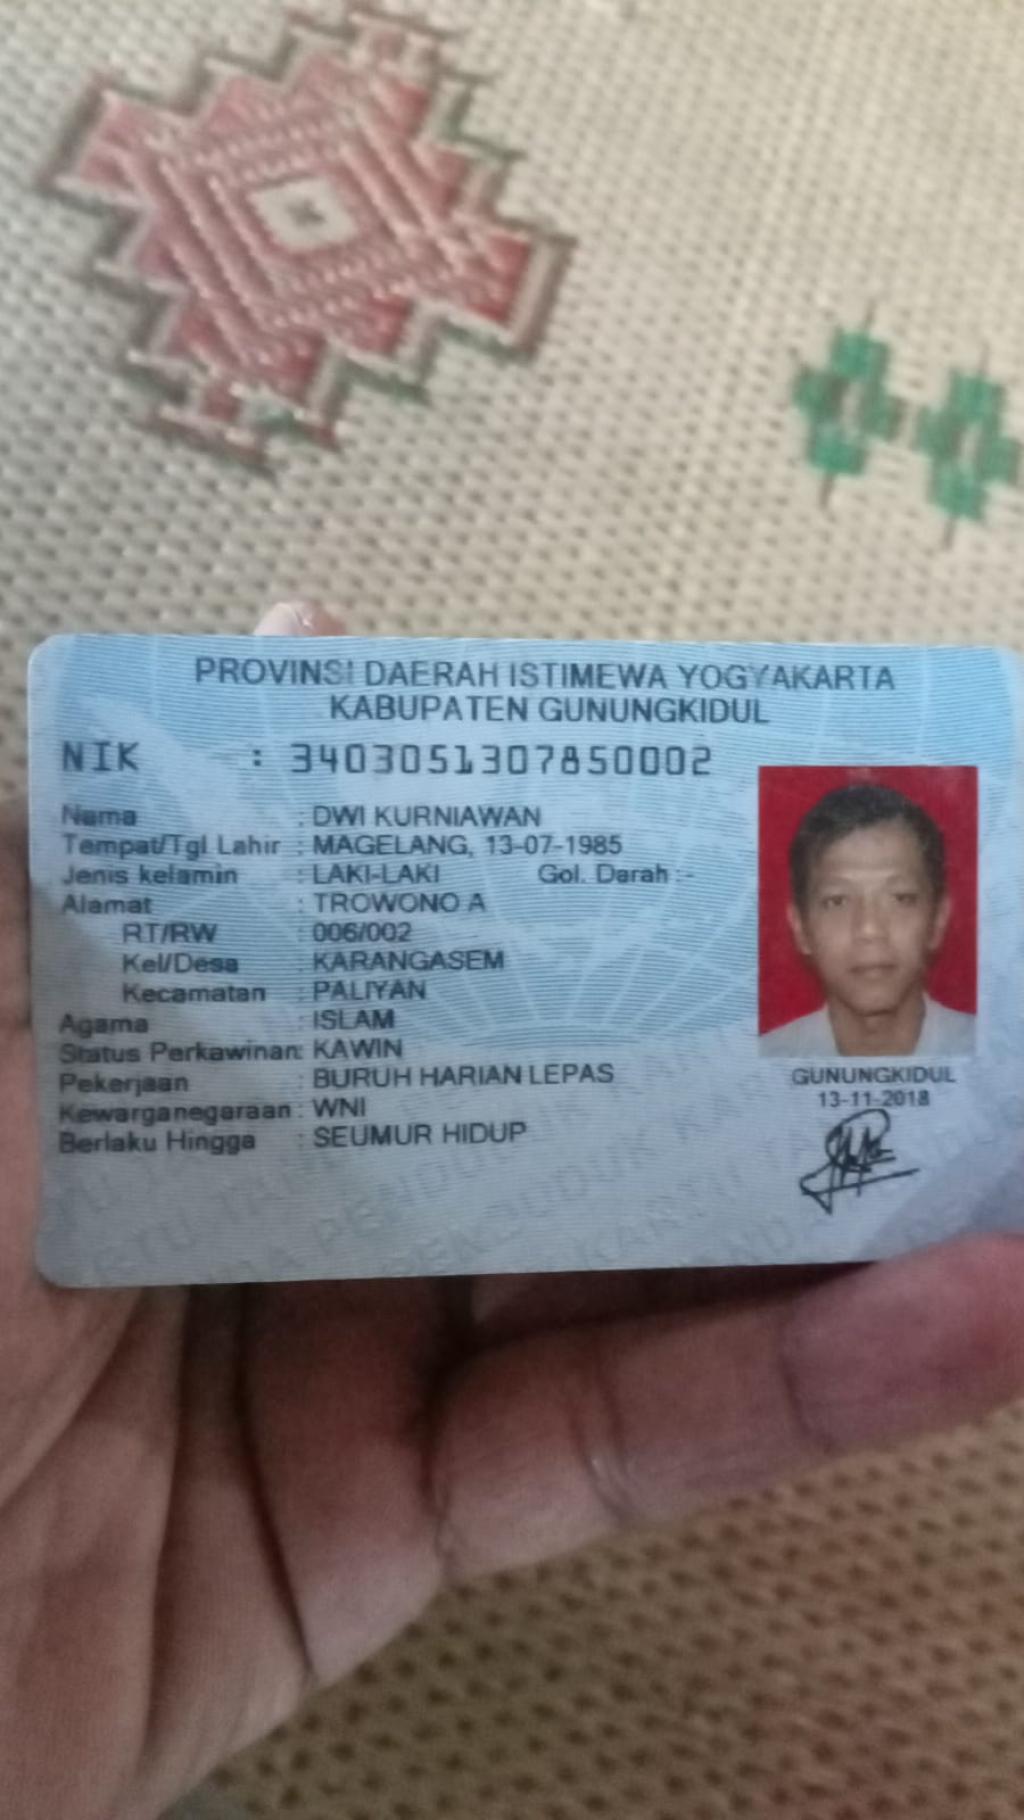 PROVINSI DAERAH ISTIMEWA YOGYAKARTA
KABUPATEN GUNUNGKIDUL
NIK : 3403051307850002
Nama : DWI KURNIAWAN
Tempat/Tgl Lahir : MAGELANG, 13-07-1985
Jenis kelamin : LAKI-LAKI Gol. Darah :-
Alamat : TROWONO A
RT/RW : 006/002
Kel/Desa : KARANGASEM
Kecamatan : PALIYAN
Agama : ISLAM
Status Perkawinan: KAWIN
Pekerjaan : BURUH HARIAN LEPAS
Kewarganegaraan : WNI
Berlaku Hingga : SEUMUR HIDUP
GUNUNGKIDUL
13-11-2018